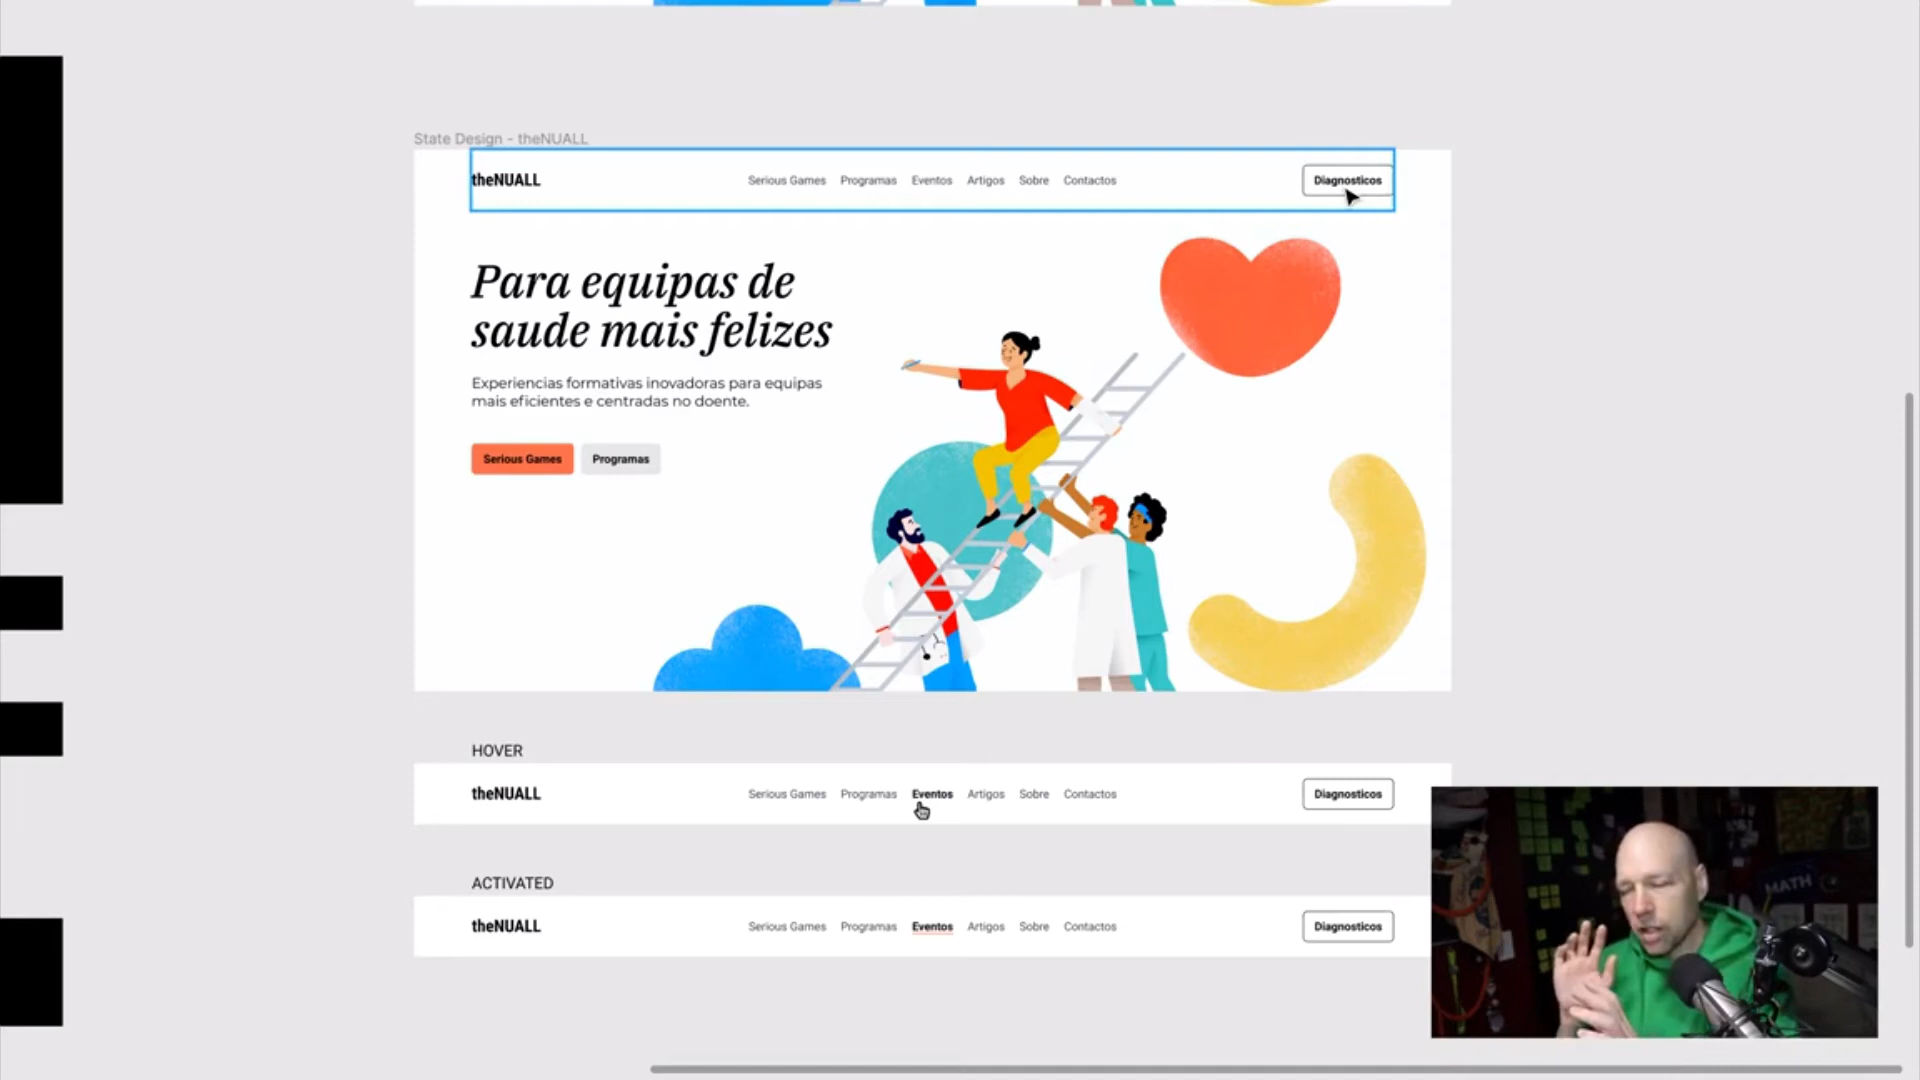 State Design - theNUALL
theNUALL Serious Games Programas Eventos Artigos Sobre Contactos Diagnosticos
Para equipas de
saude mais felizes
Experiencias formativas inovadoras para equipas
mais eficientes e centradas no doente.
Serious Games Programas
HOVER
theNUALL Serious Games Programas Eventos Artigos Sobre Contactos Diagnosticos
ACTIVATED
theNUALL Serious Games Programas Eventos Artigos Sobre Contactos Diagnosticos
MATH